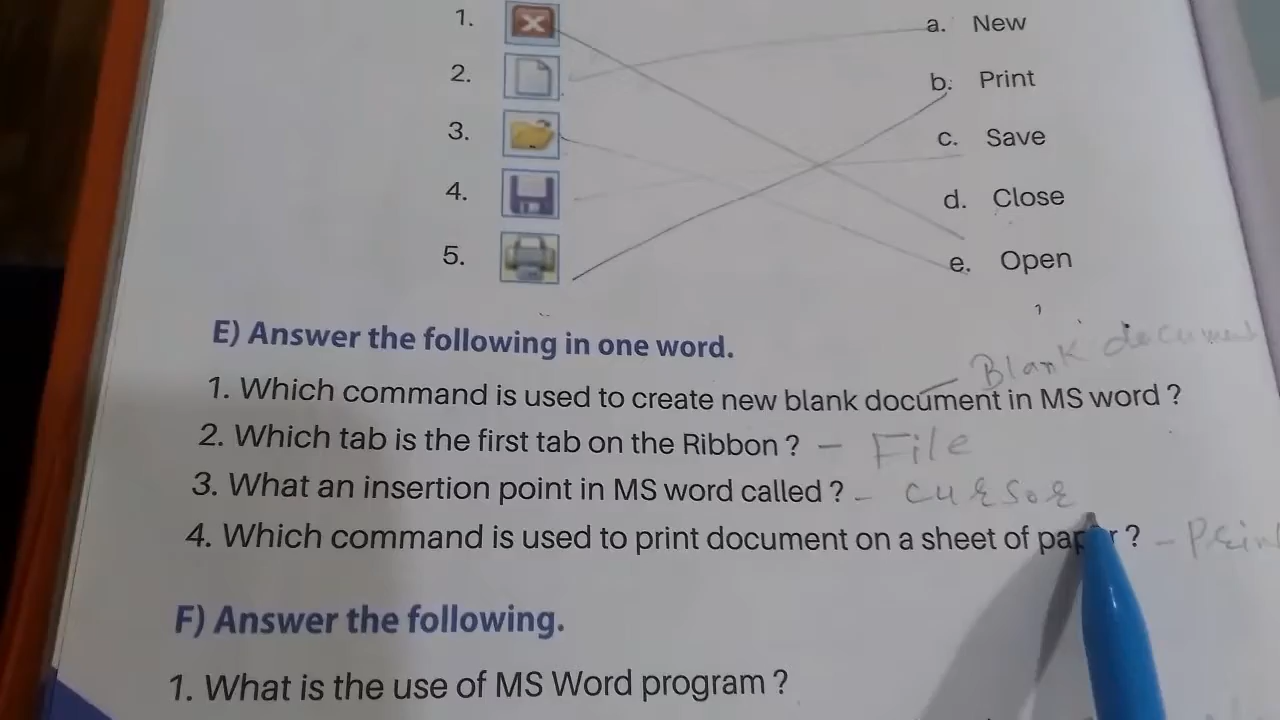 1. a. New
2. b. Print
3. c. Save
4. d. Close
5. e. Open
E) Answer the following in one word.
Blank document
1. Which command is used to create new blank document in MS word ?
2. Which tab is the first tab on the Ribbon ? - File
3. What an insertion point in MS word called ? - cursor
4. Which command is used to print document on a sheet of paper ? - Prin
F) Answer the following.
1. What is the use of MS Word program ?